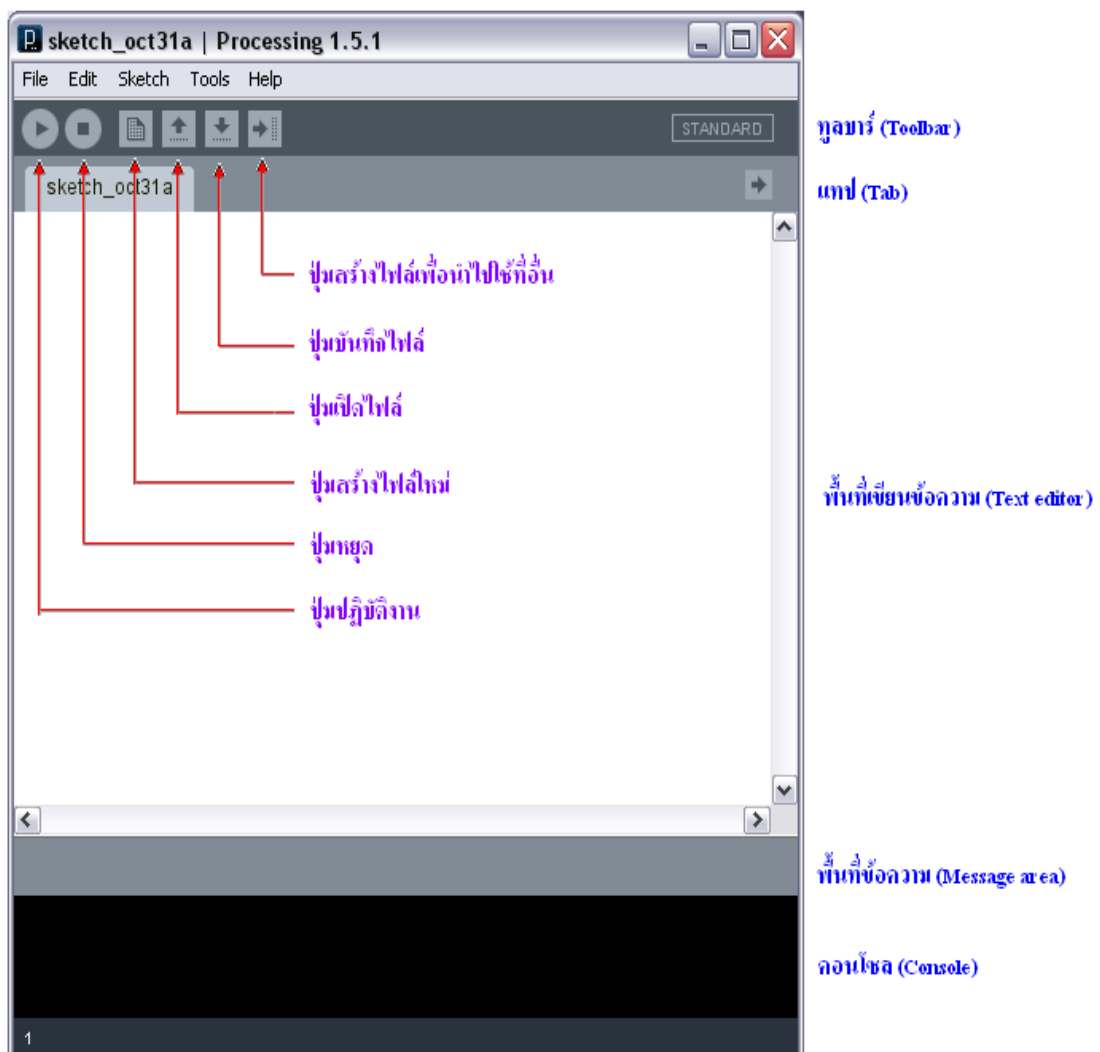 sketch_oct31a | Processing 1.5.1
File Edit Sketch Tools Help
STANDARD
ทูลบาร์ (Toolbar)
sketch_oct31a
แทป (Tab)
ปุ่มสร้างไฟล์เพื่อนำไปใช้ที่อื่น
ปุ่มบันทึกไฟล์
ปุ่มเปิดไฟล์
ปุ่มสร้างไฟล์ใหม่
พื้นที่เขียนข้อความ (Text editor)
ปุ่มหยุด
ปุ่มปฏิบัติงาน
พื้นที่ข้อความ (Message area)
คอนโซล (Console)
1